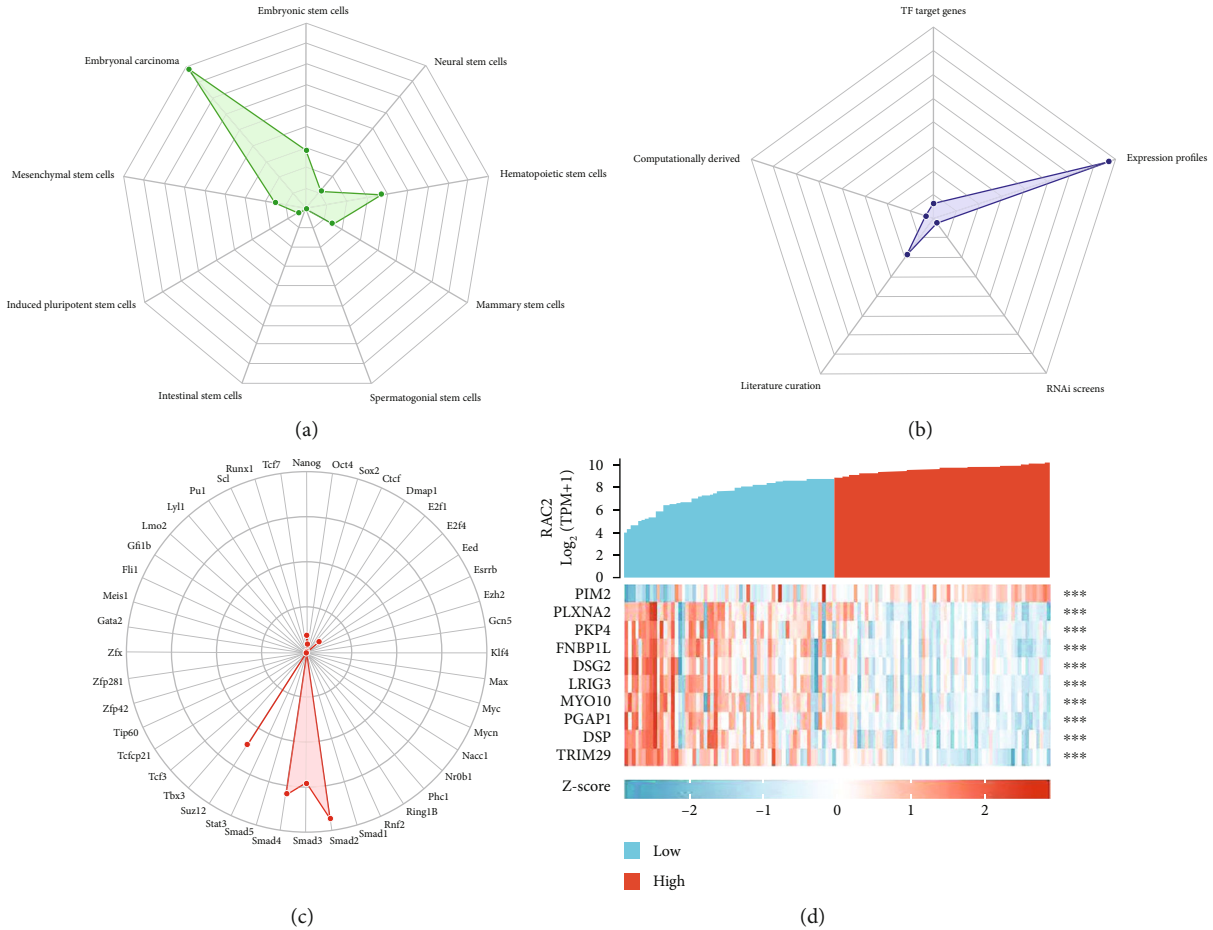 Embryonic stem cells
Neural stem cells
Hematopoietic stem cells
Mammary stem cells
Spermatogonial stem cells
Intestinal stem cells
Induced pluripotent stem cells
Mesenchymal stem cells
Embryonal carcinoma
(a)
TF target genes
Expression profiles
RNAi screens
Literature curation
Computationally derived
(b)
Nanog
Oct4
Sox2
Ctcf
Dmap1
E2f1
E2f4
Eed
Esrrb
Ezh2
Gcn5
Klf4
Max
Myc
Mycn
Nacc1
Nr0b1
Phc1
Ring1B
Rnf2
Smad1
Smad2
Smad3
Smad4
Smad5
Stat3
Suz12
Tbx3
Tcf3
Tcfcp21
Tip60
Zfp42
Zfp281
Zfx
Gata2
Meis1
Fli1
Gfi1b
Lmo2
Lyl1
Pu1
Scl
Runx1
Tcf7
(c)
RAC2
Log2 (TPM+1)
10
8
6
4
2
0
PIM2 ***
PLXNA2 ***
PKP4 ***
FNBP1L ***
DSG2 ***
LRIG3 ***
MYO10 ***
PGAP1 ***
DSP ***
TRIM29 ***
Z-score
−2 −1 0 1 2
Low
High
(d)